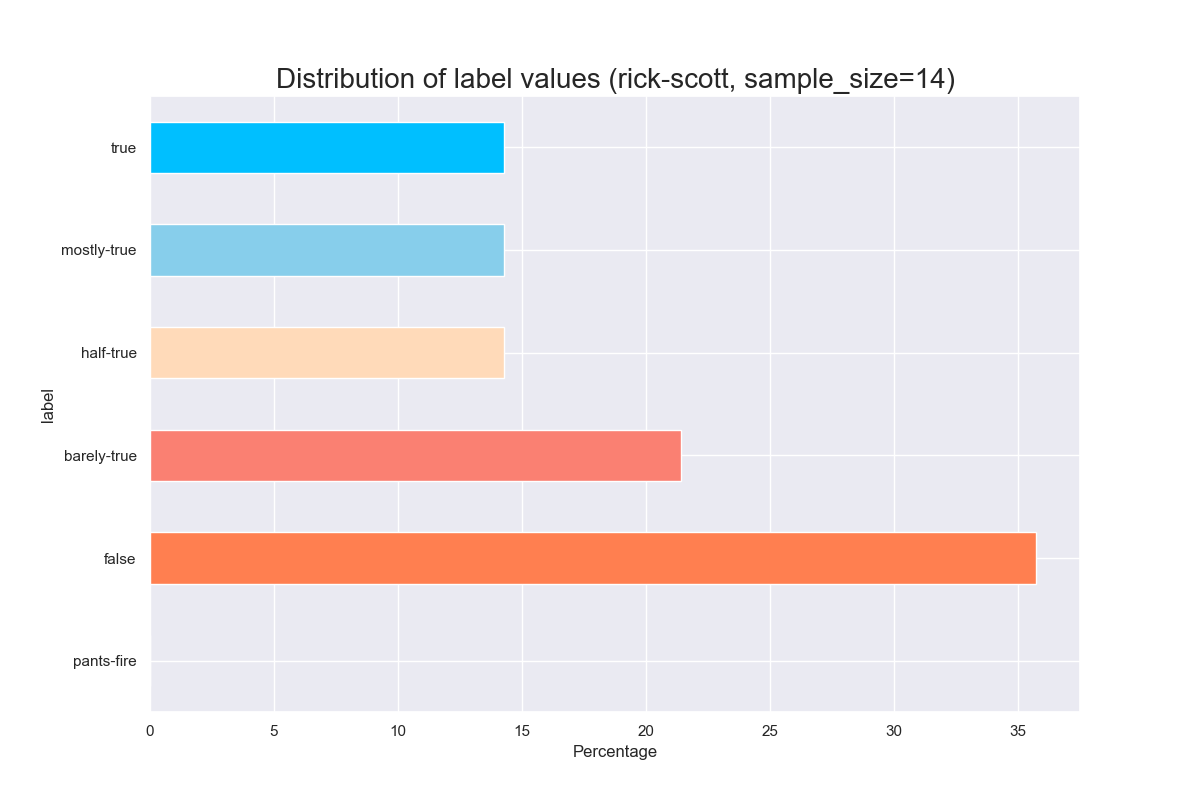 Distribution of label values (rick-scott, sample_size=14)
true
mostly-true
half-true
barely-true
false
pants-fire
label
0 5 10 15 20 25 30 35
Percentage